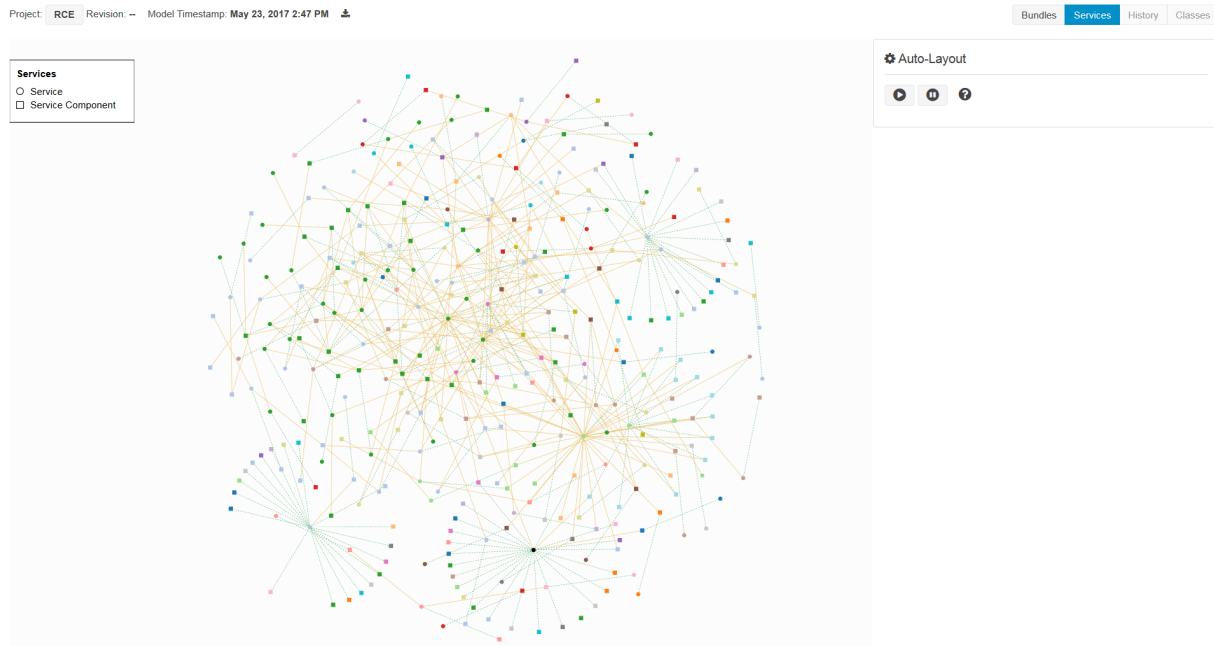 Project: RCE Revision: -- Model Timestamp: May 23, 2017 2:47 PM
Bundles Services History Classes
Services
Service
Service Component
Auto-Layout